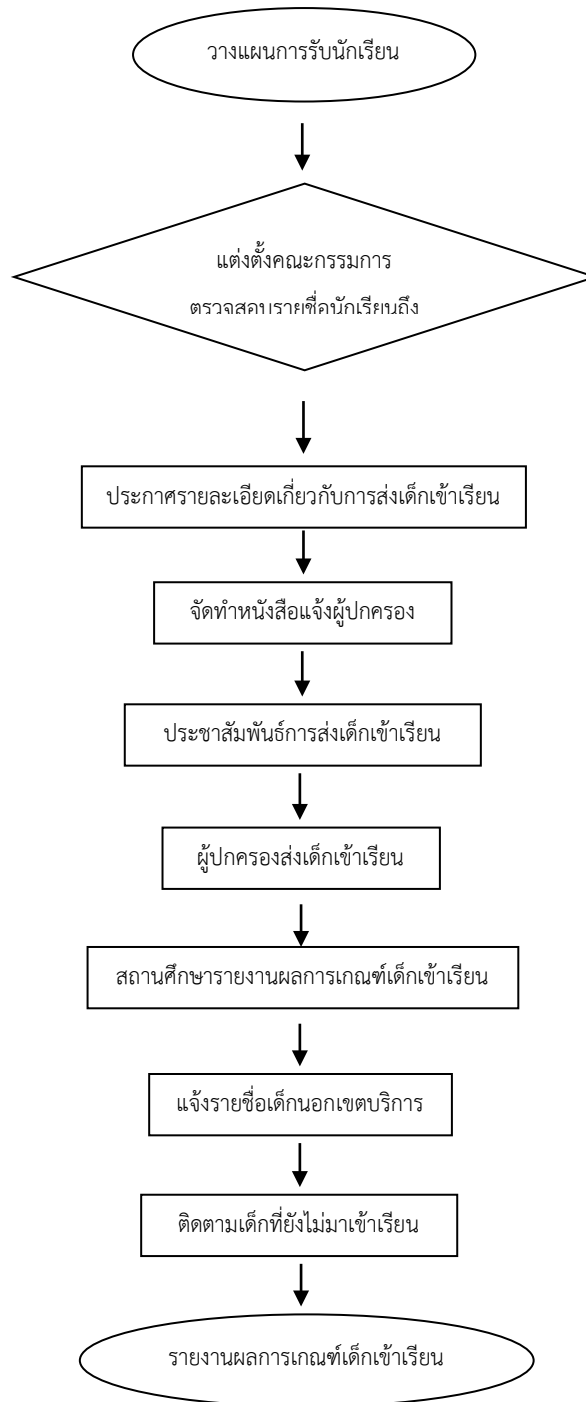 วางแผนการรับนักเรียน
แต่งตั้งคณะกรรมการ
ตรวจสอบรายชื่อนักเรียนถึง
ประกาศรายละเอียดเกี่ยวกับการส่งเด็กเข้าเรียน
จัดทำหนังสือแจ้งผู้ปกครอง
ประชาสัมพันธ์การส่งเด็กเข้าเรียน
ผู้ปกครองส่งเด็กเข้าเรียน
สถานศึกษารายงานผลการเกณฑ์เด็กเข้าเรียน
แจ้งรายชื่อเด็กนอกเขตบริการ
ติดตามเด็กที่ยังไม่มาเข้าเรียน
รายงานผลการเกณฑ์เด็กเข้าเรียน